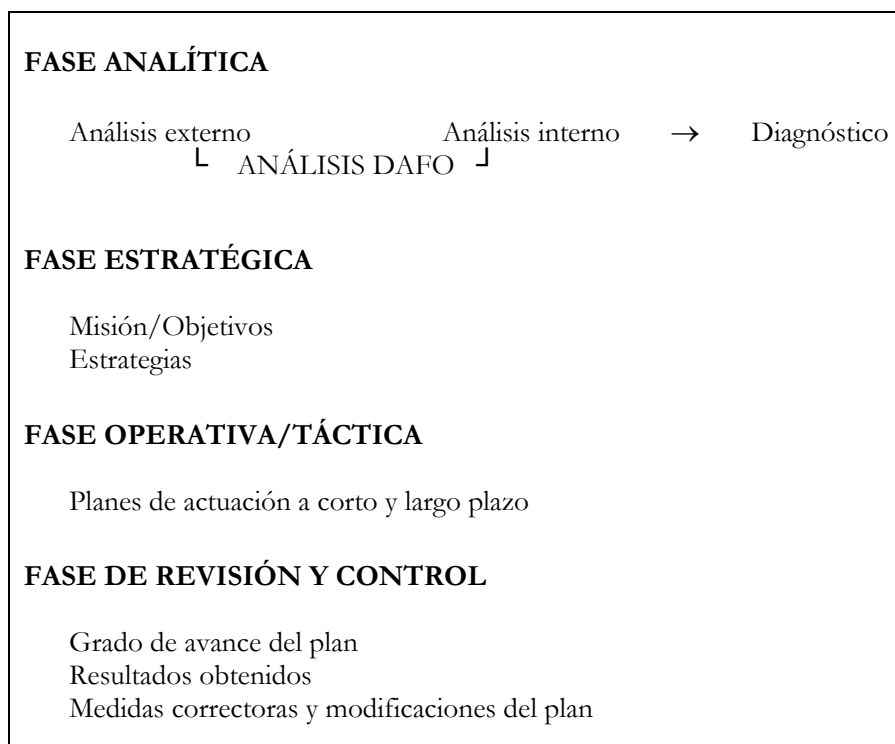 FASE ANALÍTICA
Análisis externo Análisis interno → Diagnóstico
└ ANÁLISIS DAFO ┘
FASE ESTRATÉGICA
Misión/Objetivos
Estrategias
FASE OPERATIVA/TÁCTICA
Planes de actuación a corto y largo plazo
FASE DE REVISIÓN Y CONTROL
Grado de avance del plan
Resultados obtenidos
Medidas correctoras y modificaciones del plan